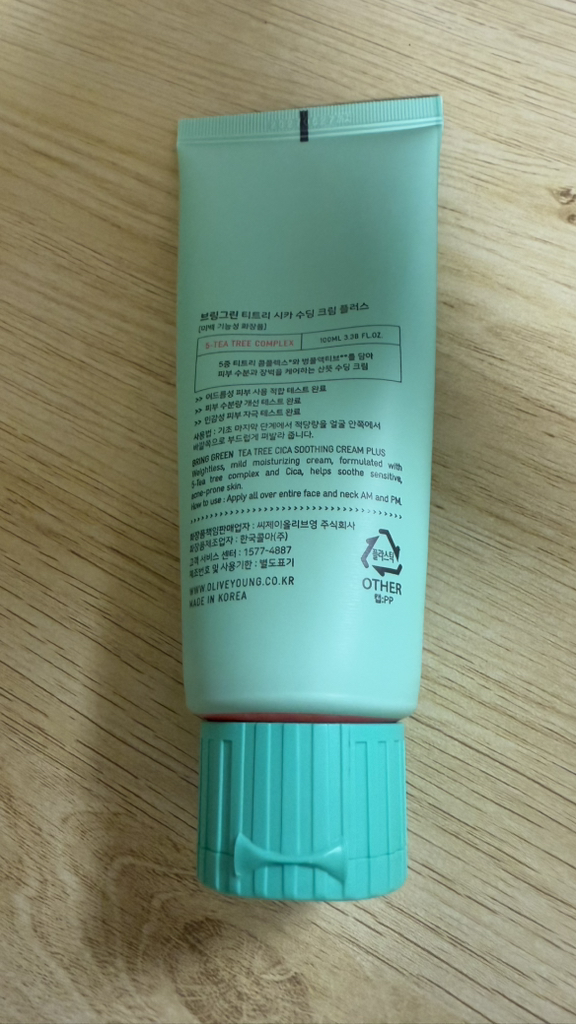 브링그린 티트리 시카 수딩 크림 플러스
[미백 기능성 화장품]
5-TEA TREE COMPLEX 100ML 3.38 FL.OZ.
5종 티트리 콤플렉스*와 병풀액티브**를 담아
피부 수분과 장벽을 케어하는 산뜻 수딩 크림
>> 여드름성 피부 사용 적합 테스트 완료
>> 피부 수분량 개선 테스트 완료
>> 민감성 피부 자극 테스트 완료
사용법 : 기초 마지막 단계에서 적당량을 얼굴 안쪽에서
바깥쪽으로 부드럽게 펴발라 줍니다.
BRING GREEN TEA TREE CICA SOOTHING CREAM PLUS
Weightless, mild moisturizing cream, formulated with
5-Tea tree complex and Cica, helps soothe sensitive,
acne-prone skin.
How to use : Apply all over entire face and neck AM and PM.
화장품책임판매업자 : 씨제이올리브영 주식회사
화장품제조업자 : 한국콜마(주)
고객 서비스 센터 : 1577-4887
제조번호 및 사용기한 : 별도표기
WWW.OLIVEYOUNG.CO.KR
MADE IN KOREA
플라스틱
OTHER
캡:PP